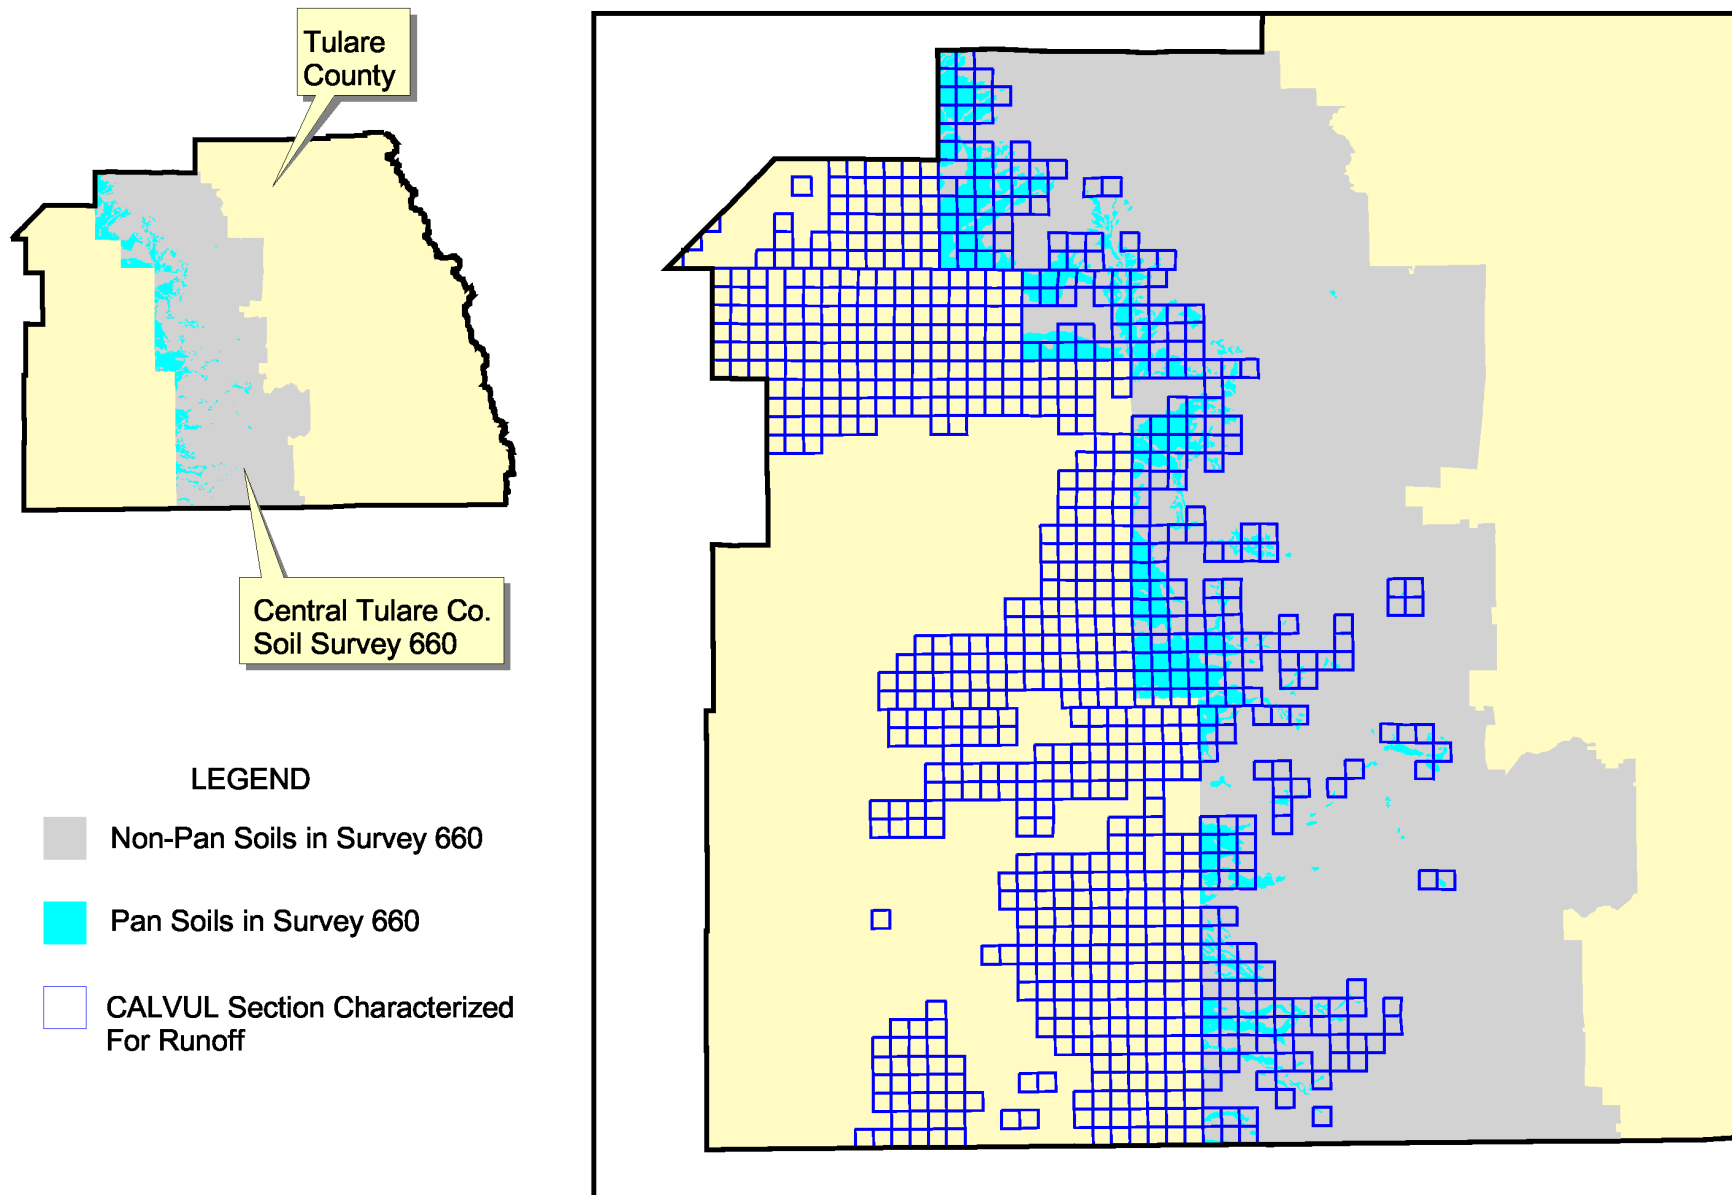 Tulare
County
Central Tulare Co.
Soil Survey 660
LEGEND
Non-Pan Soils in Survey 660
Pan Soils in Survey 660
CALVUL Section Characterized
For Runoff